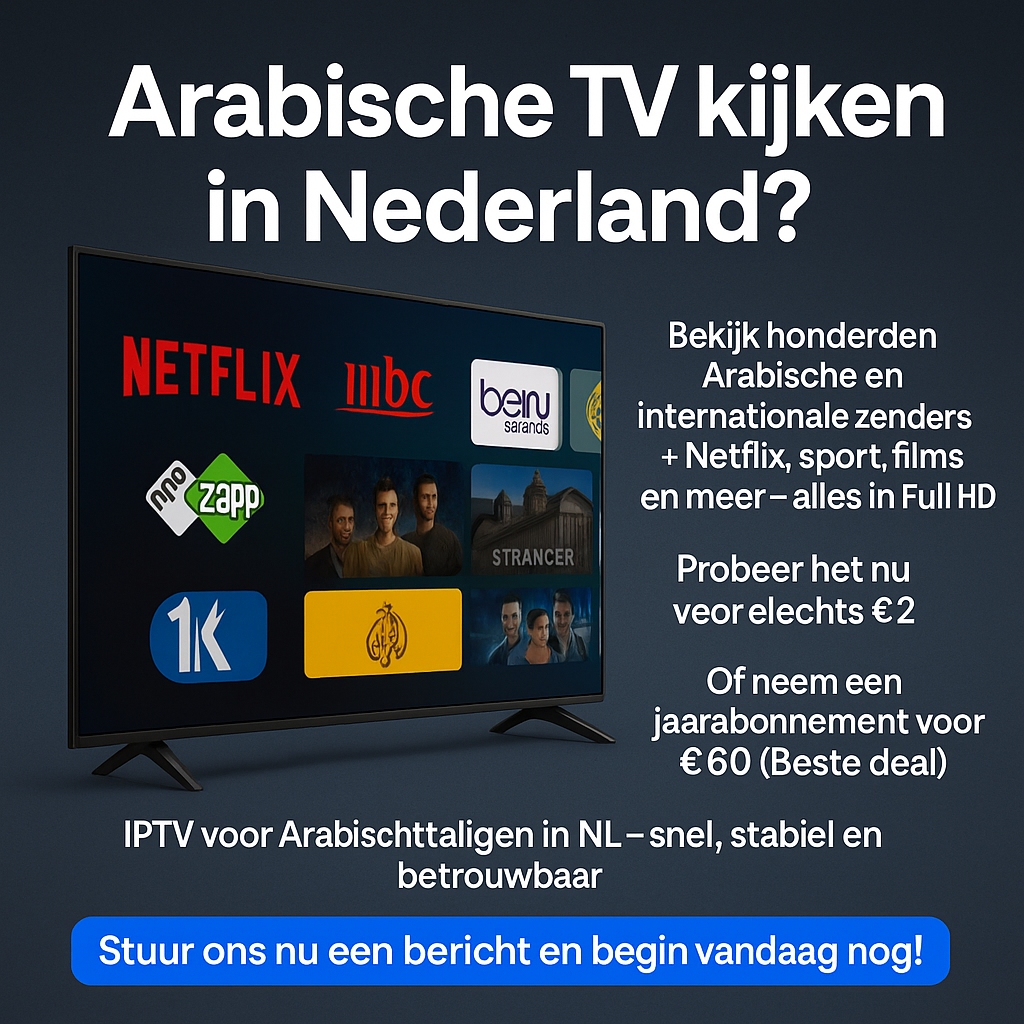 Arabische TV kijken
in Nederland?
NETFLIX
mbc
beIN
sarands
nno
zapp
STRANCER
1K
Bekijk honderden
Arabische en
internationale zenders
+ Netflix, sport, films
en meer – alles in Full HD
Probeer het nu
veor elechts € 2
Of neem een
jaarabonnement voor
€ 60 (Beste deal)
IPTV voor Arabischttaligen in NL – snel, stabiel en
betrouwbaar
Stuur ons nu een bericht en begin vandaag nog!